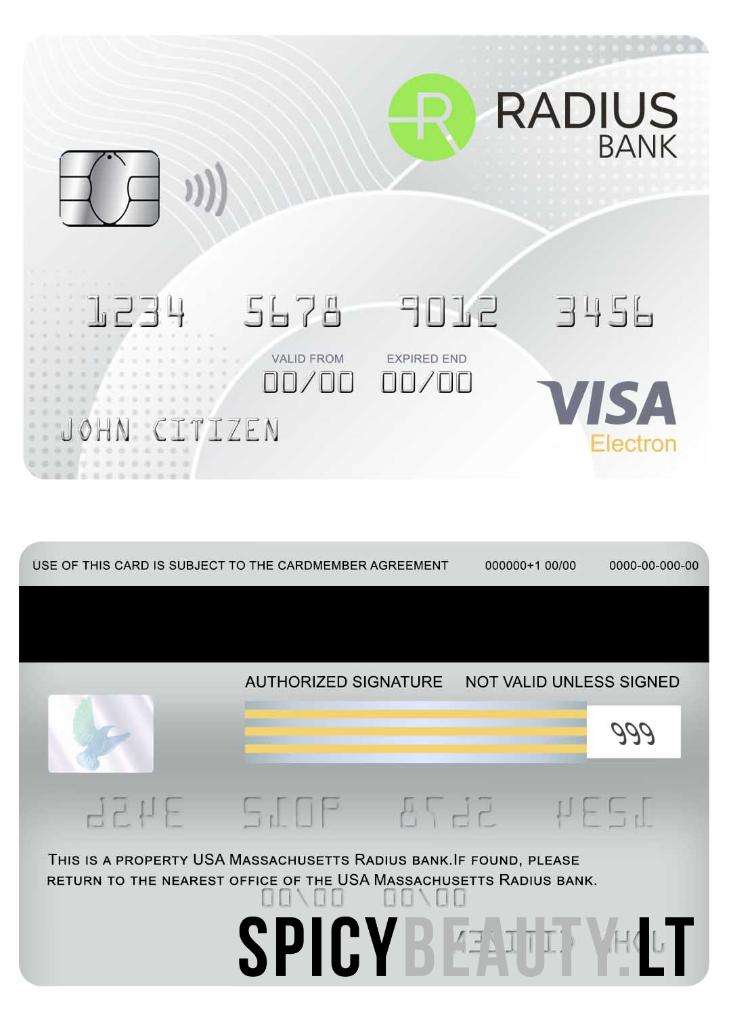 R RADIUS
BANK
1234 5678 9012 3456
VALID FROM EXPIRED END
00/00 00/00
VISA
JOHN CITIZEN
Electron
USE OF THIS CARD IS SUBJECT TO THE CARDMEMBER AGREEMENT 000000+1 00/00 0000-00-000-00
AUTHORIZED SIGNATURE NOT VALID UNLESS SIGNED
999
THIS IS A PROPERTY USA MASSACHUSETTS RADIUS BANK.IF FOUND, PLEASE
RETURN TO THE NEAREST OFFICE OF THE USA MASSACHUSETTS RADIUS BANK.
00\00 00\00
SPICYBEAUTY.LT